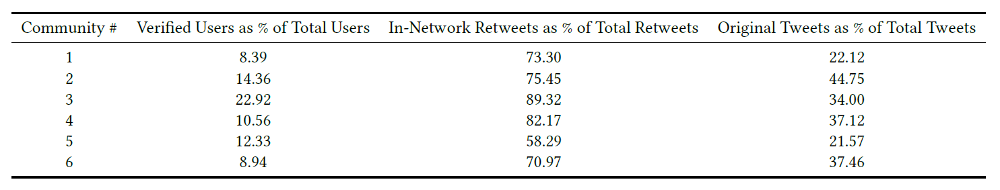 Community # Verified Users as % of Total Users In-Network Retweets as % of Total Retweets Original Tweets as % of Total Tweets
1 8.39 73.30 22.12
2 14.36 75.45 44.75
3 22.92 89.32 34.00
4 10.56 82.17 37.12
5 12.33 58.29 21.57
6 8.94 70.97 37.46